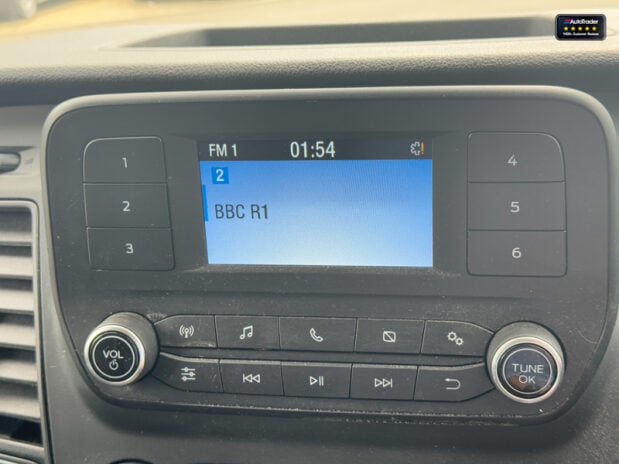 AutoTrader
FM 1 01:54
2
BBC R1
1
2
3
4
5
6
VOL
TUNE
OK